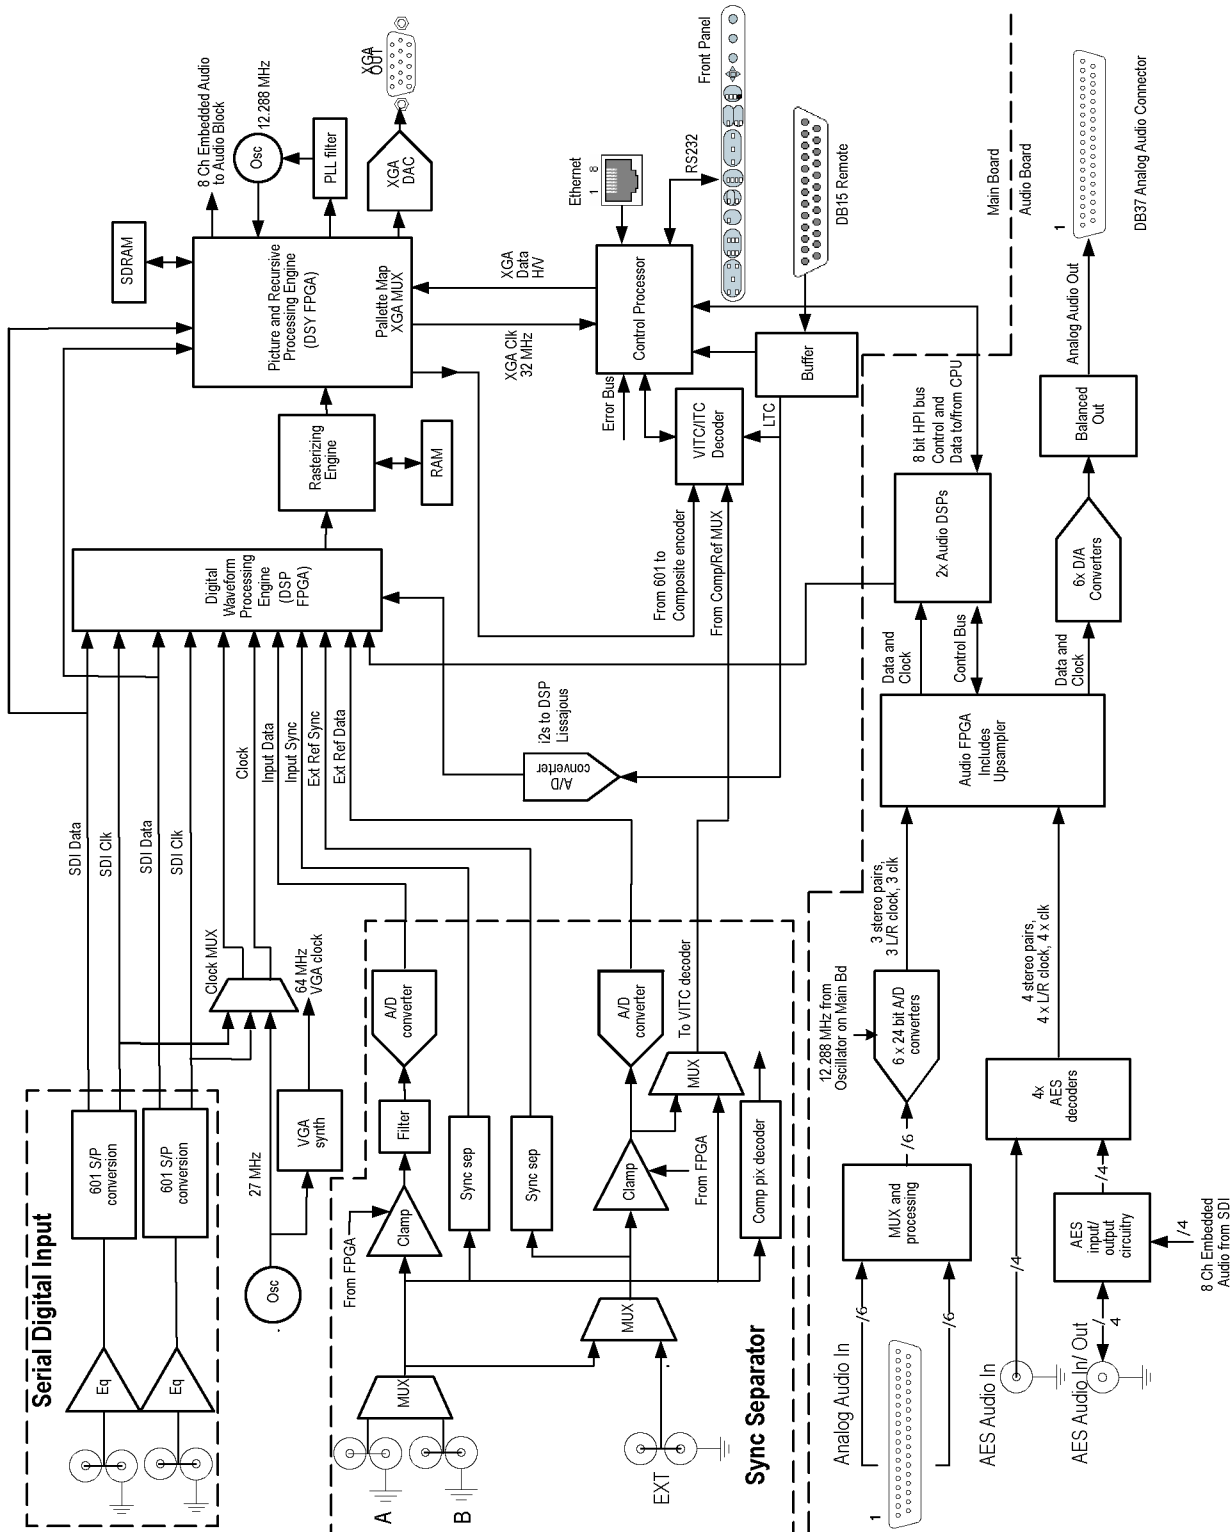 Serial Digital Input
Eq
Eq
601 S/P
conversion
601 S/P
conversion
SDI Data
SDI Clk
SDI Data
SDI Clk
Osc
27 MHz
VGA
synth
64 MHz
VGA clock
Clock MUX
Clock
Input Data
Input Sync
Ext Ref Sync
Ext Ref Data
Digital
Waveform
Processing
Engine
(DSP
FPGA)
Rasterizing
Engine
RAM
SDRAM
Picture and Recursive
Processing Engine
(DSY FPGA)
Pallette Map
XGA MUX
8 Ch Embedded Audio
to Audio Block
Osc
12.288 MHz
PLL filter
XGA
DAC
XGA
OUT
XGA Clk
32 MHz
XGA
Data
H/V
Sync Separator
A
B
EXT
MUX
MUX
From FPGA
Clamp
Filter
A/D
converter
Sync sep
Sync sep
Clamp
From FPGA
A/D
converter
MUX
To VITC decoder
Comp pix decoder
A/D
converter
i2s to DSP
Lissajous
From 601 to
Composite encoder
From Comp/Ref MUX
VITC/ITC
Decoder
LTC
Error Bus
Control Processor
Ethernet
1 8
RS232
Front Panel
Buffer
DB15 Remote
Main Board
Audio Board
Analog Audio In
1
/6
/6
MUX and
processing
/6
12.288 MHz from
Oscillator on Main Bd
6 x 24 bit A/D
converters
3 stereo pairs,
3 L/R clock, 3 clk
AES Audio In
/4
AES Audio In/ Out
/
4
AES
input/
output
circuitry
/4
8 Ch Embedded
Audio from SDI
/4
4x
AES
decoders
4 stereo pairs,
4 x L/R clock, 4 x clk
Audio FPGA
Includes
Upsampler
Data and
Clock
Control Bus
Data and
Clock
2x Audio DSPs
8 bit HPI bus
Control and
Data to/from CPU
6x D/A
Converters
Balanced
Out
Analog Audio Out
1
DB37 Analog Audio Connector